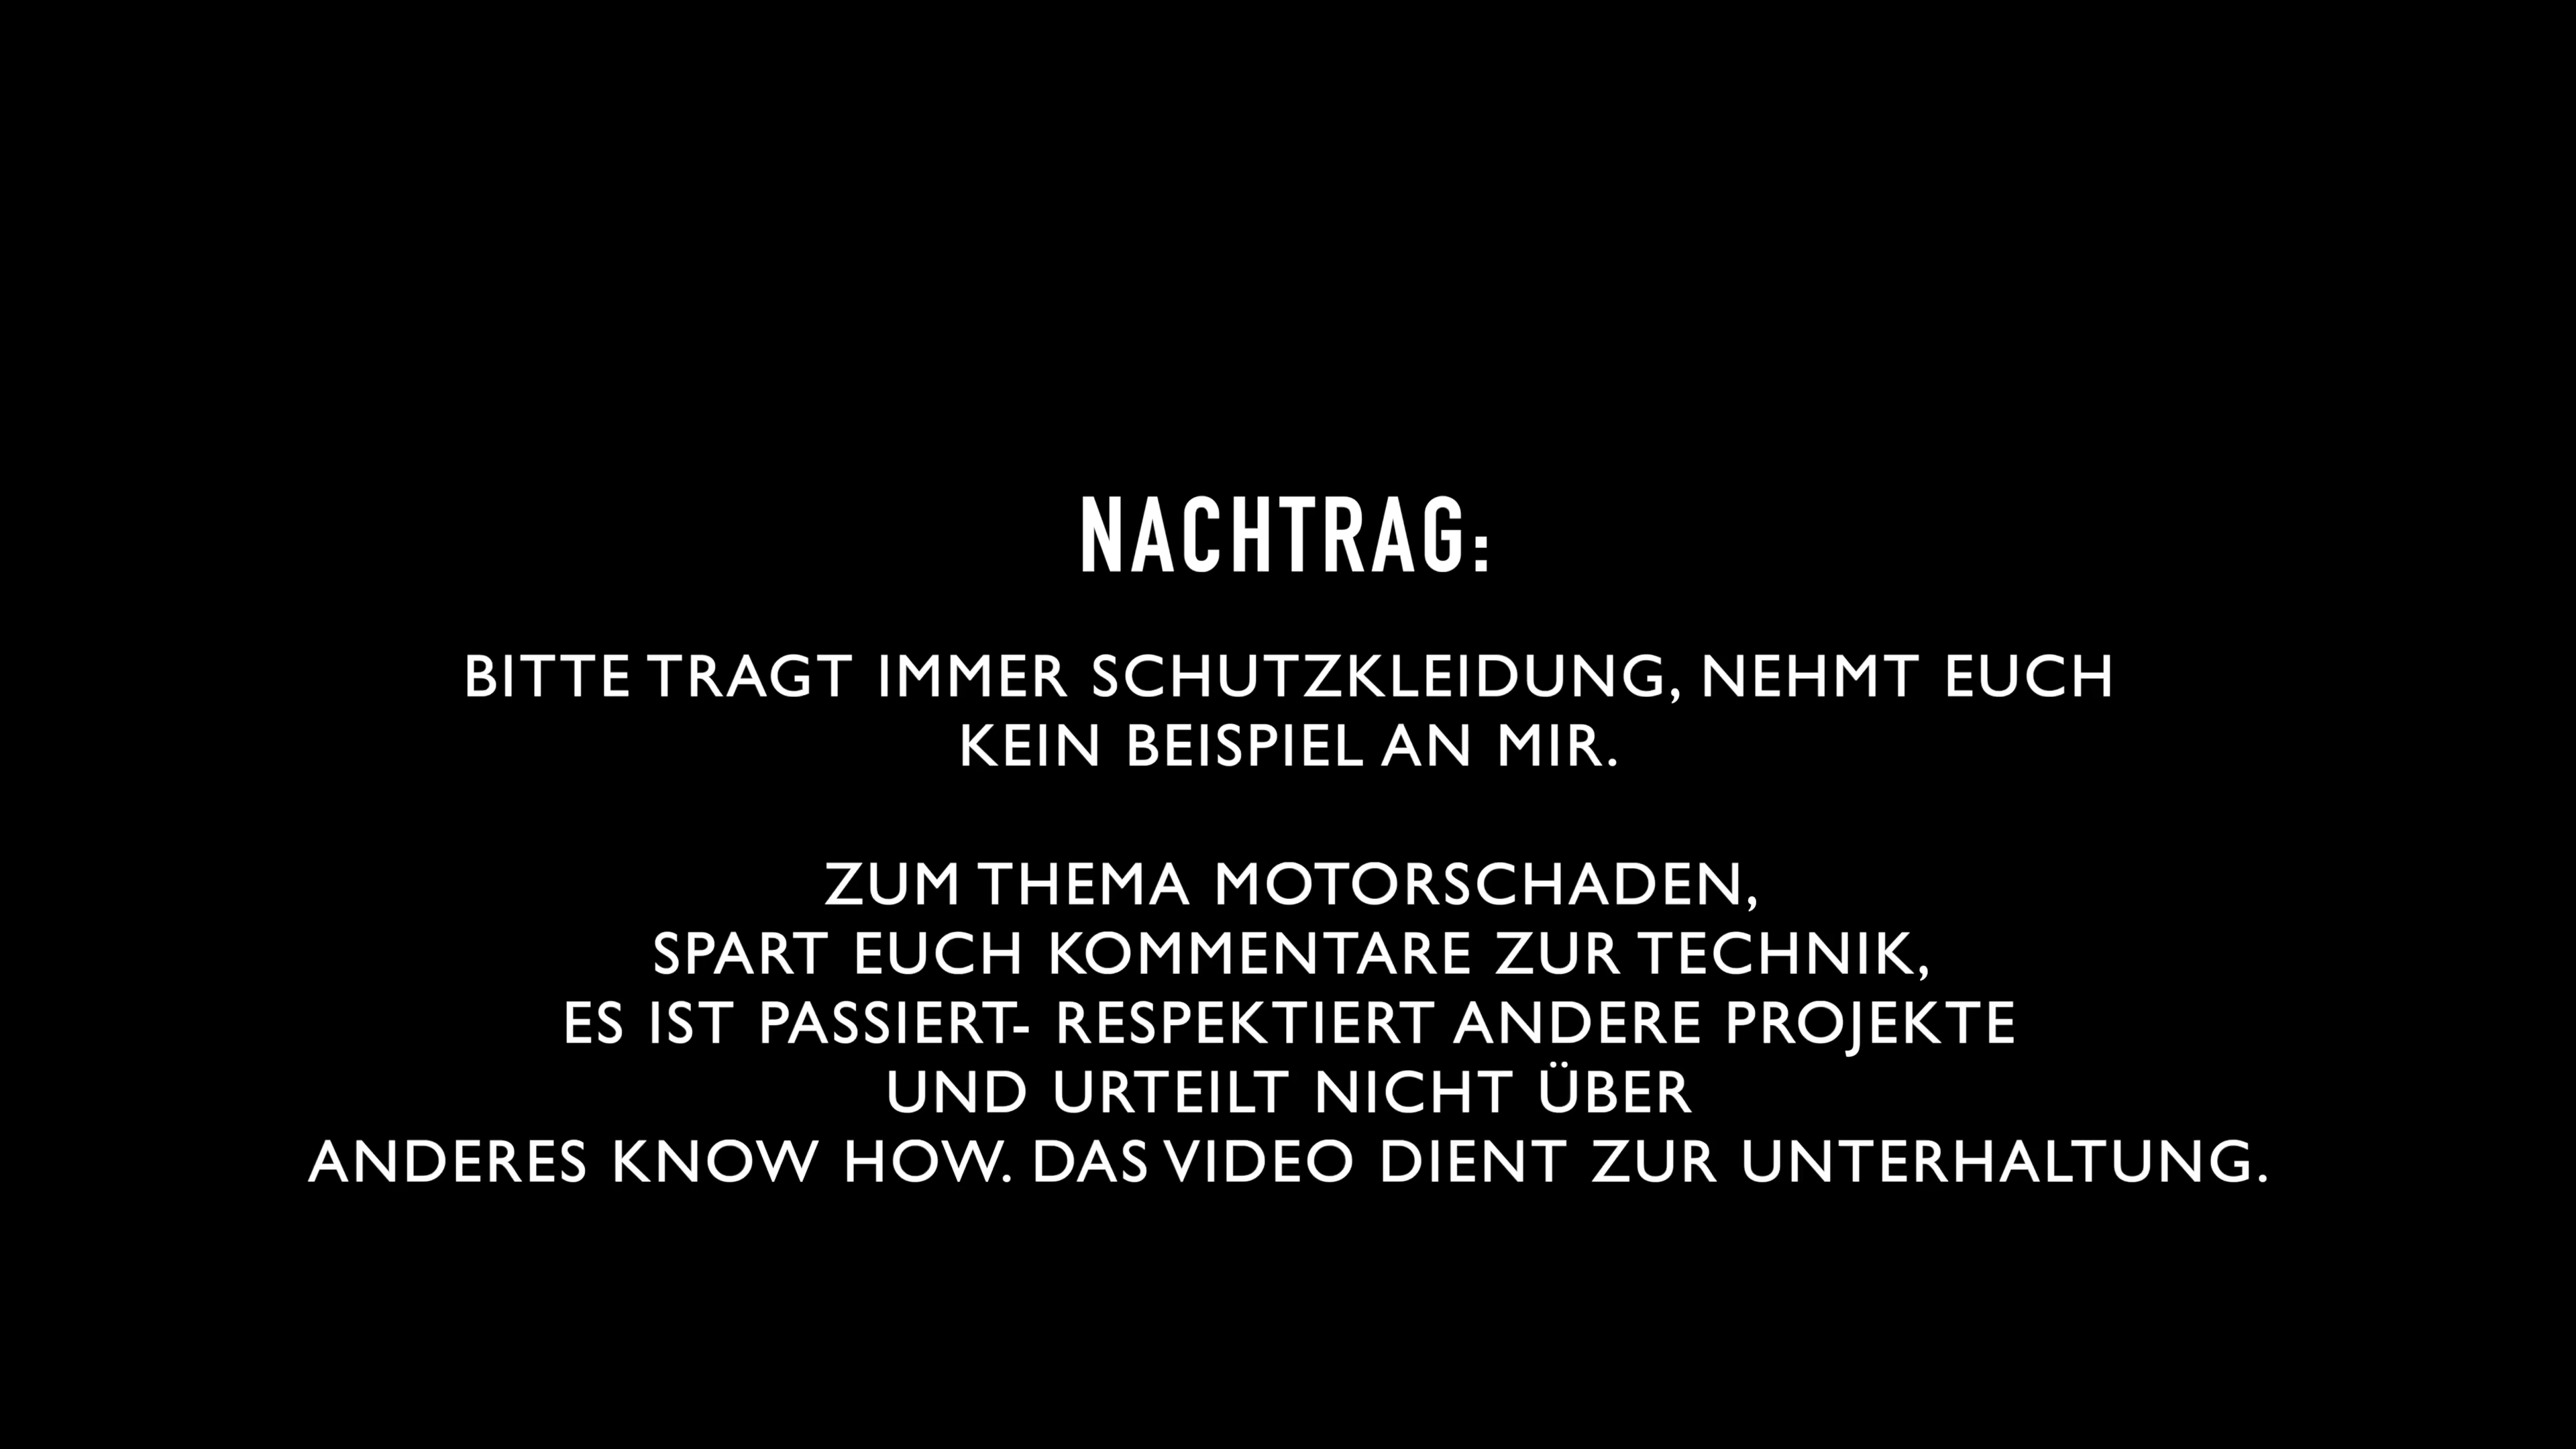 NACHTRAG:
BITTE TRAGT IMMER SCHUTZKLEIDUNG, NEHMT EUCH
KEIN BEISPIEL AN MIR.
ZUM THEMA MOTORSCHADEN,
SPART EUCH KOMMENTARE ZUR TECHNIK,
ES IST PASSIERT- RESPEKTIERT ANDERE PROJEKTE
UND URTEILT NICHT ÜBER
ANDERES KNOW HOW. DAS VIDEO DIENT ZUR UNTERHALTUNG.